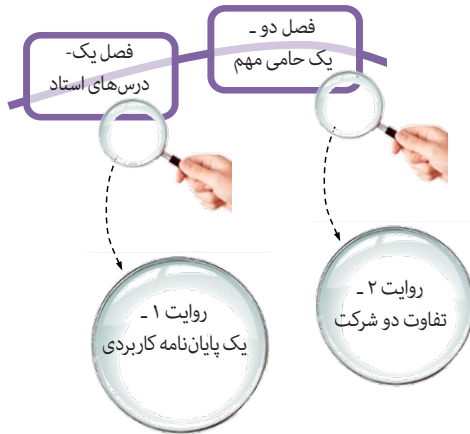 فصل دو ـ
یک حامی مهم
فصل یک-
درس‌های استاد
روایت ۲ ـ
تفاوت دو شرکت
روایت ۱ ـ
یک پایان‌نامه کاربردی